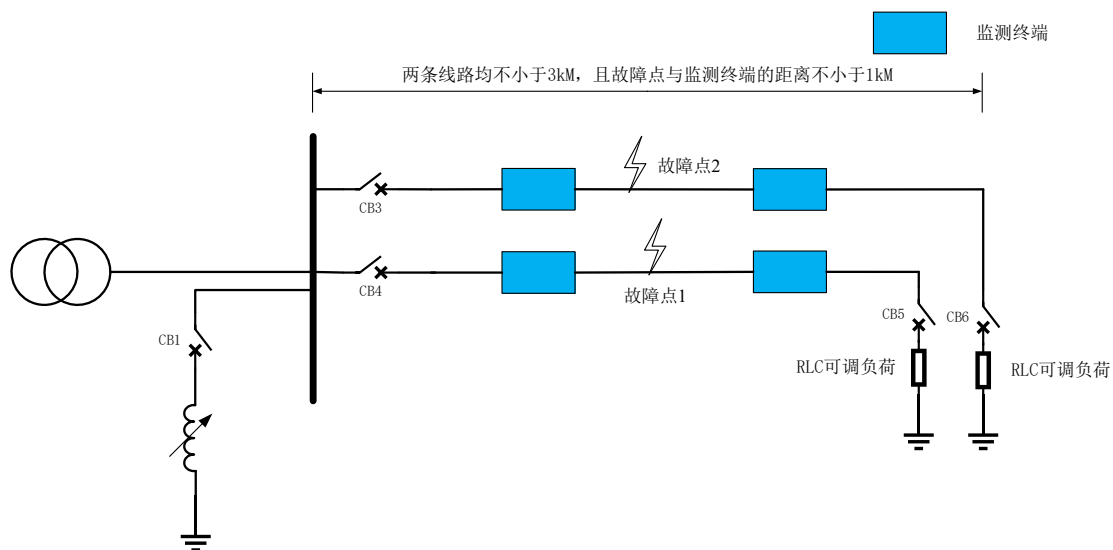 监测终端
两条线路均不小于3kM，且故障点与监测终端的距离不小于1kM
故障点2
CB3
CB4
故障点1
CB5
CB6
CB1
RLC可调负荷
RLC可调负荷